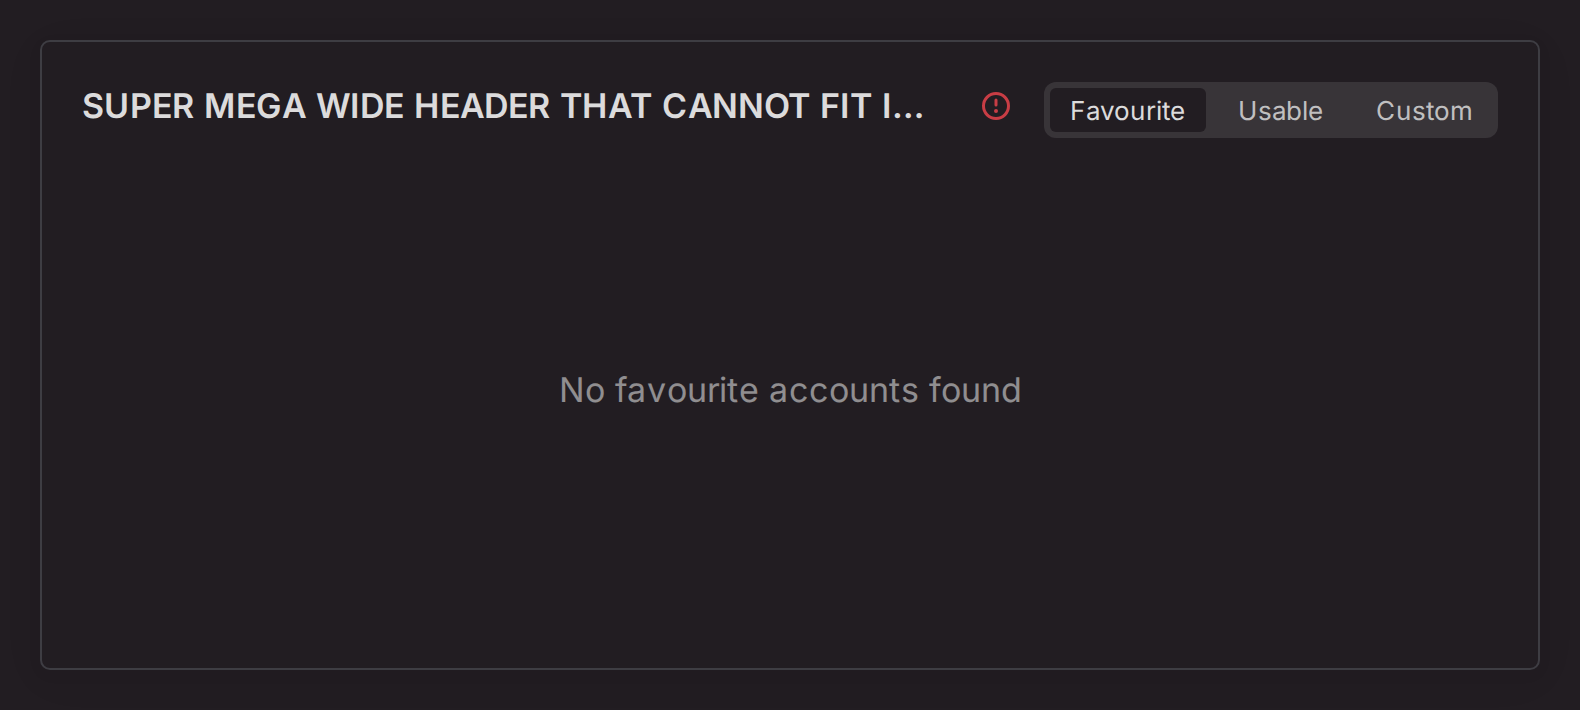 SUPER MEGA WIDE HEADER THAT CANNOT FIT I...
Favourite Usable Custom
No favourite accounts found